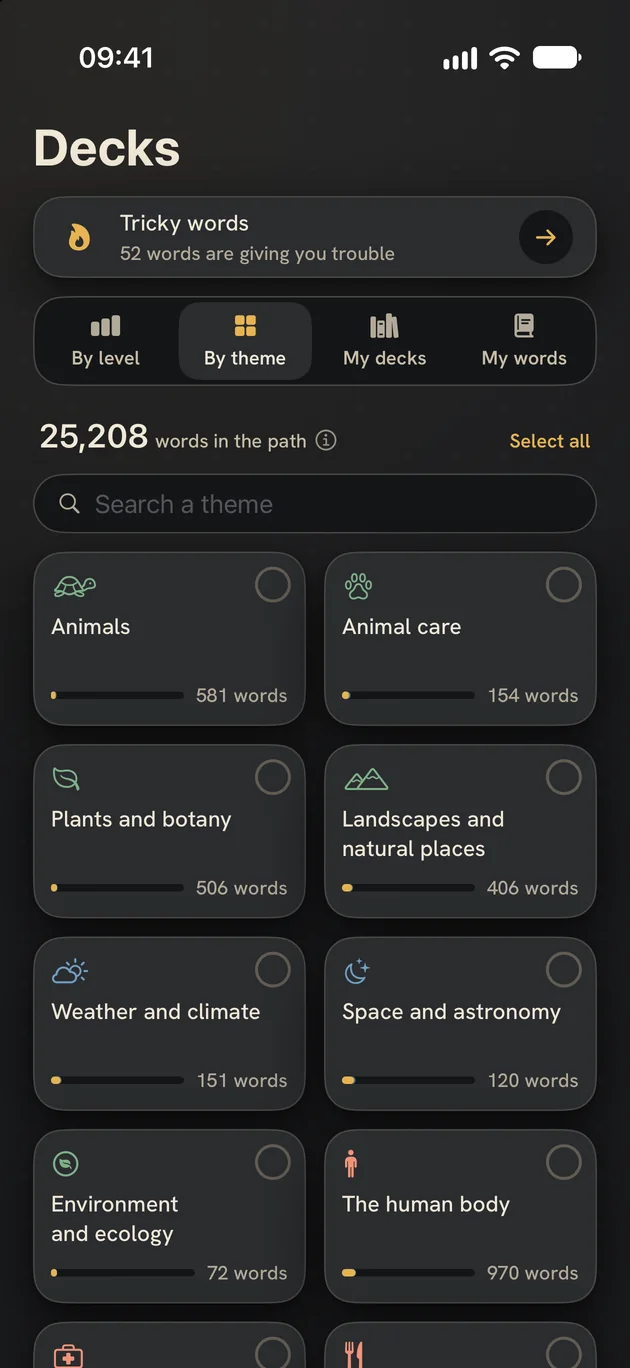 09:41
Decks
Tricky words
52 words are giving you trouble
By level
By theme
My decks
My words
25,208 words in the path
Select all
Search a theme
Animals
581 words
Animal care
154 words
Plants and botany
506 words
Landscapes and
natural places
406 words
Weather and climate
151 words
Space and astronomy
120 words
Environment
and ecology
72 words
The human body
970 words